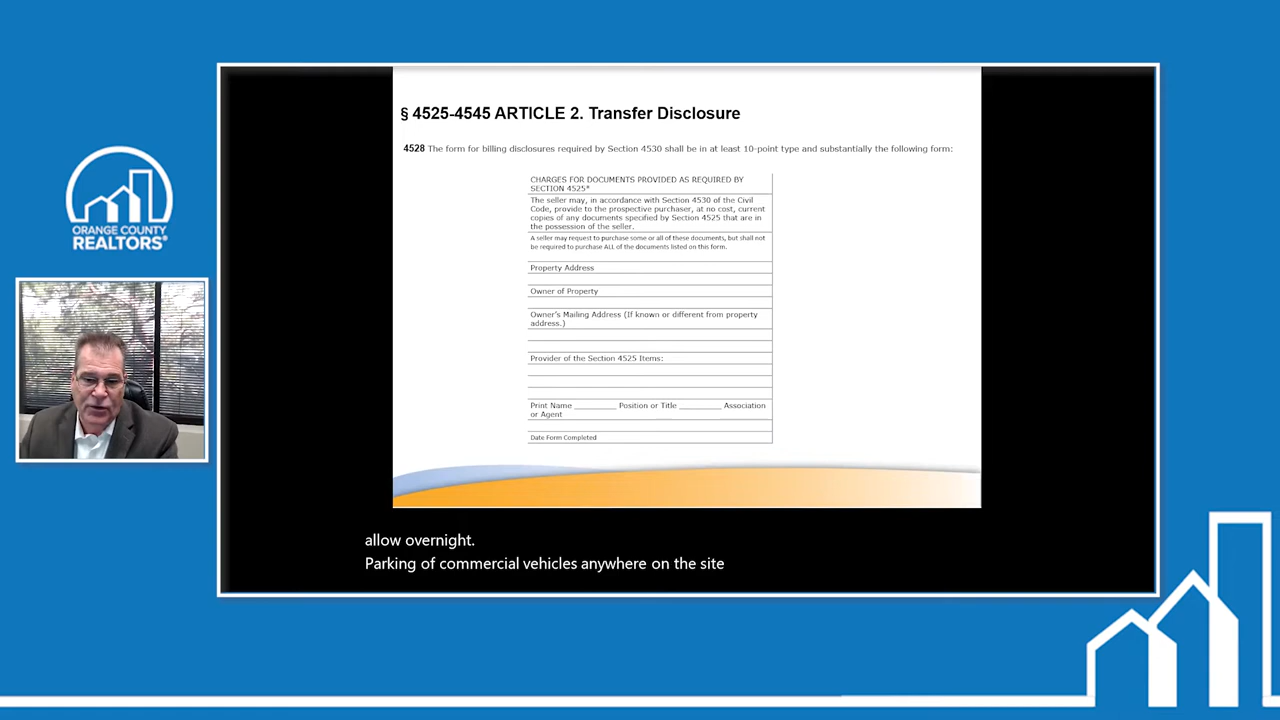 § 4525-4545 ARTICLE 2. Transfer Disclosure
4528 The form for billing disclosures required by Section 4530 shall be in at least 10-point type and substantially the following form:
CHARGES FOR DOCUMENTS PROVIDED AS REQUIRED BY
SECTION 4525*
The seller may, in accordance with Section 4530 of the Civil
Code, provide to the prospective purchaser, at no cost, current
copies of any documents specified by Section 4525 that are in
the possession of the seller.
A seller may request to purchase some or all of these documents, but shall not
be required to purchase ALL of the documents listed on this form.
Property Address
Owner of Property
Owner's Mailing Address (If known or different from property
address.)
Provider of the Section 4525 Items:
Print Name _________ Position or Title _________ Association
or Agent
Date Form Completed
ORANGE COUNTY
REALTORS®
allow overnight.
Parking of commercial vehicles anywhere on the site